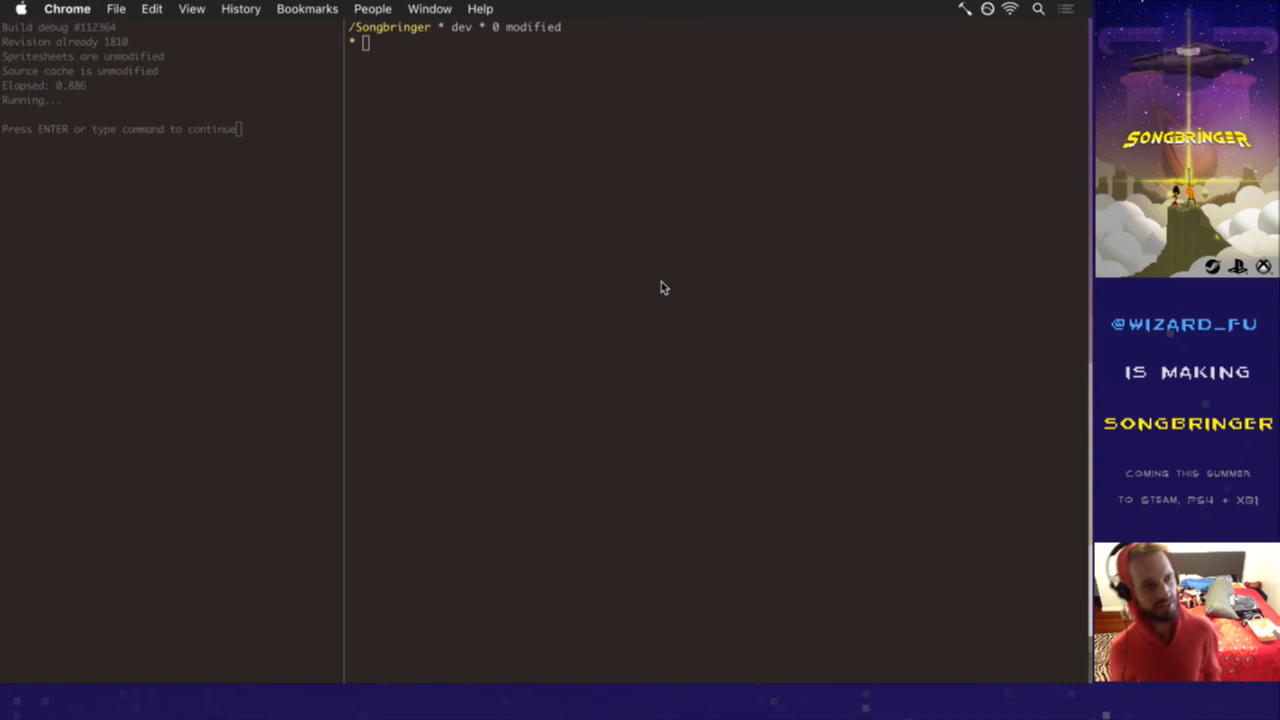 Chrome File Edit View History Bookmarks People Window Help
Build debug #112364
Revision already 1810
Spritesheets are unmodified
Source cache is unmodified
Elapsed: 0.886
Running...
Press ENTER or type command to continue
/Songbringer * dev * 0 modified
*
SONGBRINGER
@WIZARD_FU
IS MAKING
SONGBRINGER
COMING THIS SUMMER
TO STEAM, PS4 + XB1